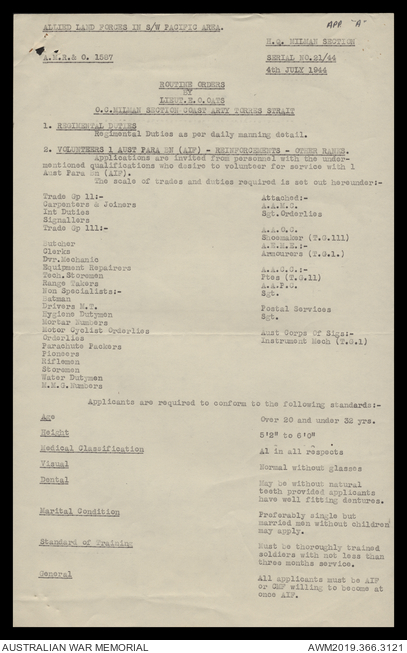 ALLIED LAND FORCES IN S/W PACIFIC AREA.
APP "A"
H.Q. MILMAN SECTION
A.R.R.& O. 1527
SERIAL NO.21/44
4th JULY 1944
ROUTINE ORDERS
BY
LIEUT.H.C.OATS
O.C.MILMAN SECTION COAST ARTY TORRES STRAIT
1. REGIMENTAL DUTIES
Regimental Duties as per daily manning detail.
2. VOLUNTEERS 1 AUST PARA BN (AIF) - REINFORCEMENTS - OTHER RANKS.
Applications are invited from personnel with the under-
mentioned qualifications who desire to volunteer for service with 1
Aust Para Bn (AIF).
The scale of trades and duties required is set out hereunder:-
Trade Gp 11:-
Attached:-
Carpenters & Joiners
A.A.M.C.
Int Duties
Sgt.Orderlies
Signallers
Trade Gp 111:-
A.A.O.C.
Shoemaker (T.G.111)
Butcher
Clerks
Armourers (T.G.1.)
Dvr.Mechanic
Equipment Repairers
Tech.Storemen
Ptes (T.G.11)
Range Takers
A.A.P.C.
Non Specialists:-
Sgt.
Batman
Drivers M.T.
Postal Services
Hygiene Dutymen
Sgt.
Mortar Numbers
Motor Cyclist Orderlies
Aust Corps Of Sigs:-
Orderlies
Instrument Mech (T.G.1)
Parachute Packers
Pioneers
Rifleman
Storemen
Water Dutymen
M.M.G.Numbers
Applicants are required to conform to the following standards:-
Age
Over 20 and under 32 yrs.
Height
5'2" to 6'0"
Medical Classification
A1 in all respects
Visual
Normal without glasses
Dental
May be without natural
teeth provided applicants
have well fitting dentures.
Marital Condition
Preferably single but
married men without children
may apply.
Standard of Training
Must be thoroughly trained
soldiers with not less than
three months service.
General
All applicants must be AIF
or CMF willing to become at
once AIF.
AUSTRALIAN WAR MEMORIAL
AWM2019.366.3121